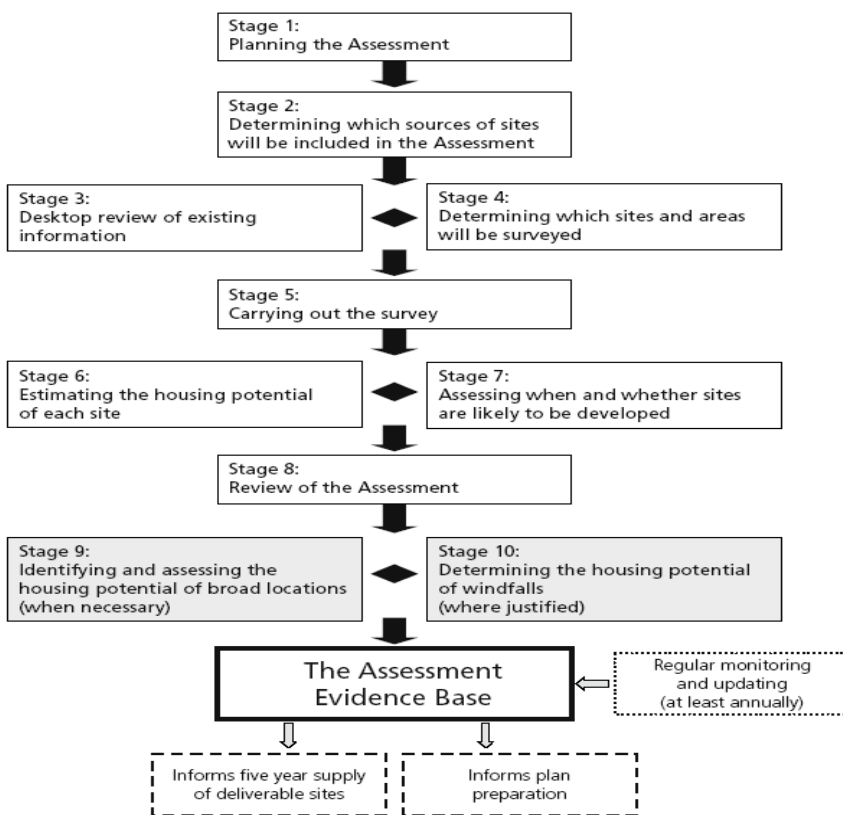 Stage 1:
Planning the Assessment
Stage 2:
Determining which sources of sites
will be included in the Assessment
Stage 3:
Desktop review of existing
information
Stage 4:
Determining which sites and areas
will be surveyed
Stage 5:
Carrying out the survey
Stage 6:
Estimating the housing potential
of each site
Stage 7:
Assessing when and whether sites
are likely to be developed
Stage 8:
Review of the Assessment
Stage 9:
Identifying and assessing the
housing potential of broad locations
(when necessary)
Stage 10:
Determining the housing potential
of windfalls
(where justified)
The Assessment
Evidence Base
Regular monitoring
and updating
(at least annually)
Informs five year supply
of deliverable sites
Informs plan
preparation